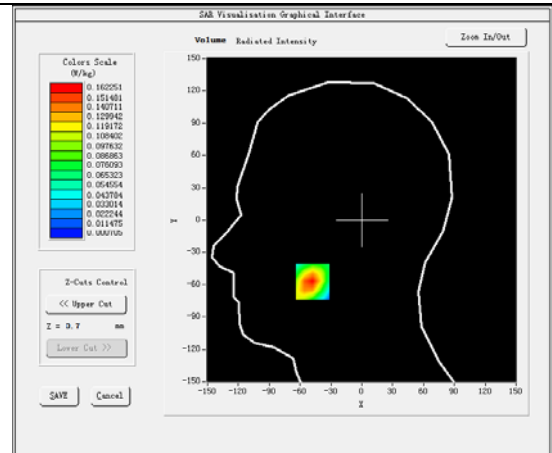 SAR Visualisation Graphical Interface
Volume Radiated Intensity
Zoom In/Out
Colors Scale
(W/kg)
0.162251
0.151481
0.140711
0.129942
0.119172
0.108402
0.097632
0.086863
0.076093
0.065323
0.054554
0.043784
0.033014
0.022244
0.011475
0.000705
150
120
90
60
30
0
-30
-60
-90
-120
-150
Y
-150 -120 -90 -60 -30 0 30 60 90 120 150
X
Z-Cuts Control
<< Upper Cut
Z = 3.7 mm
Lower Cut >>
SAVE Cancel